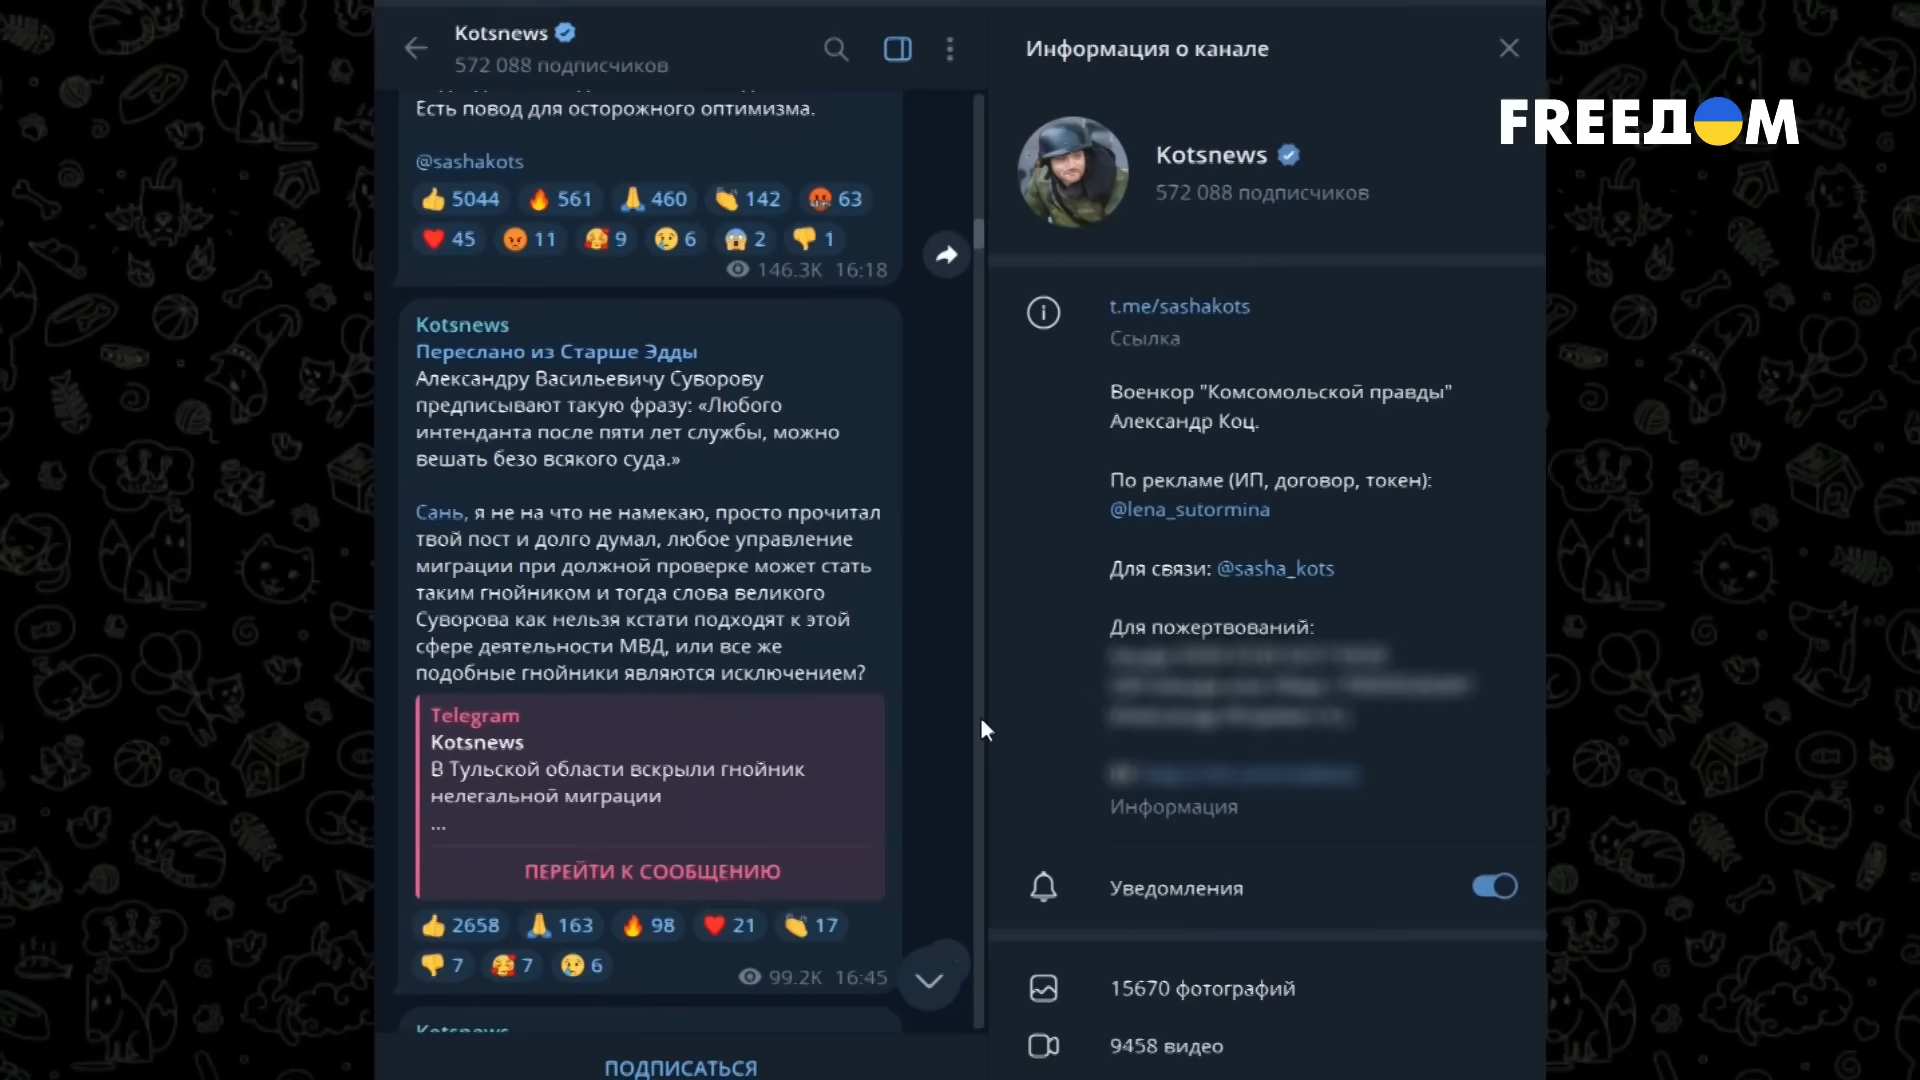 Kotsnews
572 088 подписчиков
Есть повод для осторожного оптимизма.
@sashakots
5044 561 460 142 63
45 11 9 6 2 1
146.3K 16:18
Kotsnews
Переслано из Старше Эдды
Александру Васильевичу Суворову
предписывают такую фразу: «Любого
интенданта после пяти лет службы, можно
вешать безо всякого суда.»
Сань, я не на что не намекаю, просто прочитал
твой пост и долго думал, любое управление
миграции при должной проверке может стать
таким гнойником и тогда слова великого
Суворова как нельзя кстати подходят к этой
сфере деятельности МВД, или все же
подобные гнойники являются исключением?
Telegram
Kotsnews
В Тульской области вскрыли гнойник
нелегальной миграции
...
ПЕРЕЙТИ К СООБЩЕНИЮ
2658 163 98 21 17
7 7 6
99.2K 16:45
Kotsnews
ПОДПИСАТЬСЯ
Информация о канале
FREEДOM
Kotsnews
572 088 подписчиков
t.me/sashakots
Ссылка
Военкор "Комсомольской правды"
Александр Коц.
По рекламе (ИП, договор, токен):
@lena_sutormina
Для связи: @sasha_kots
Для пожертвований:
Информация
Уведомления
15670 фотографий
9458 видео